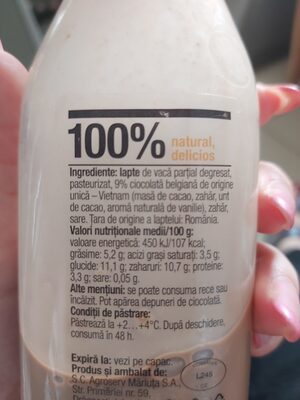 100% natural,
delicios
Ingrediente: lapte de vacă parțial degresat,
pasteurizat, 9% ciocolată belgiană de origine
unică – Vietnam (masă de cacao, zahăr, unt
de cacao, aromă naturală de vanilie), zahăr,
sare. Țara de origine a laptelui: România.
Valori nutriționale medii/100 g:
valoare energetică: 450 kJ/107 kcal;
grăsime: 5,2 g; acizi grași saturați: 3,5 g;
glucide: 11,1 g; zaharuri: 10,7 g; proteine:
3,3 g; sare: 0,05 g.
Alte mențiuni: se poate consuma rece sau
încălzit. Pot apărea depuneri de ciocolată.
Condiții de păstrare:
Păstrează la +2...+4°C. După deschidere,
consumă în 48 h.
Expiră la: vezi pe capac.
Produs și ambalat de:
S.C. Agroserv Măriuța S.A.,
Str. Primăriei nr. 59,
L246